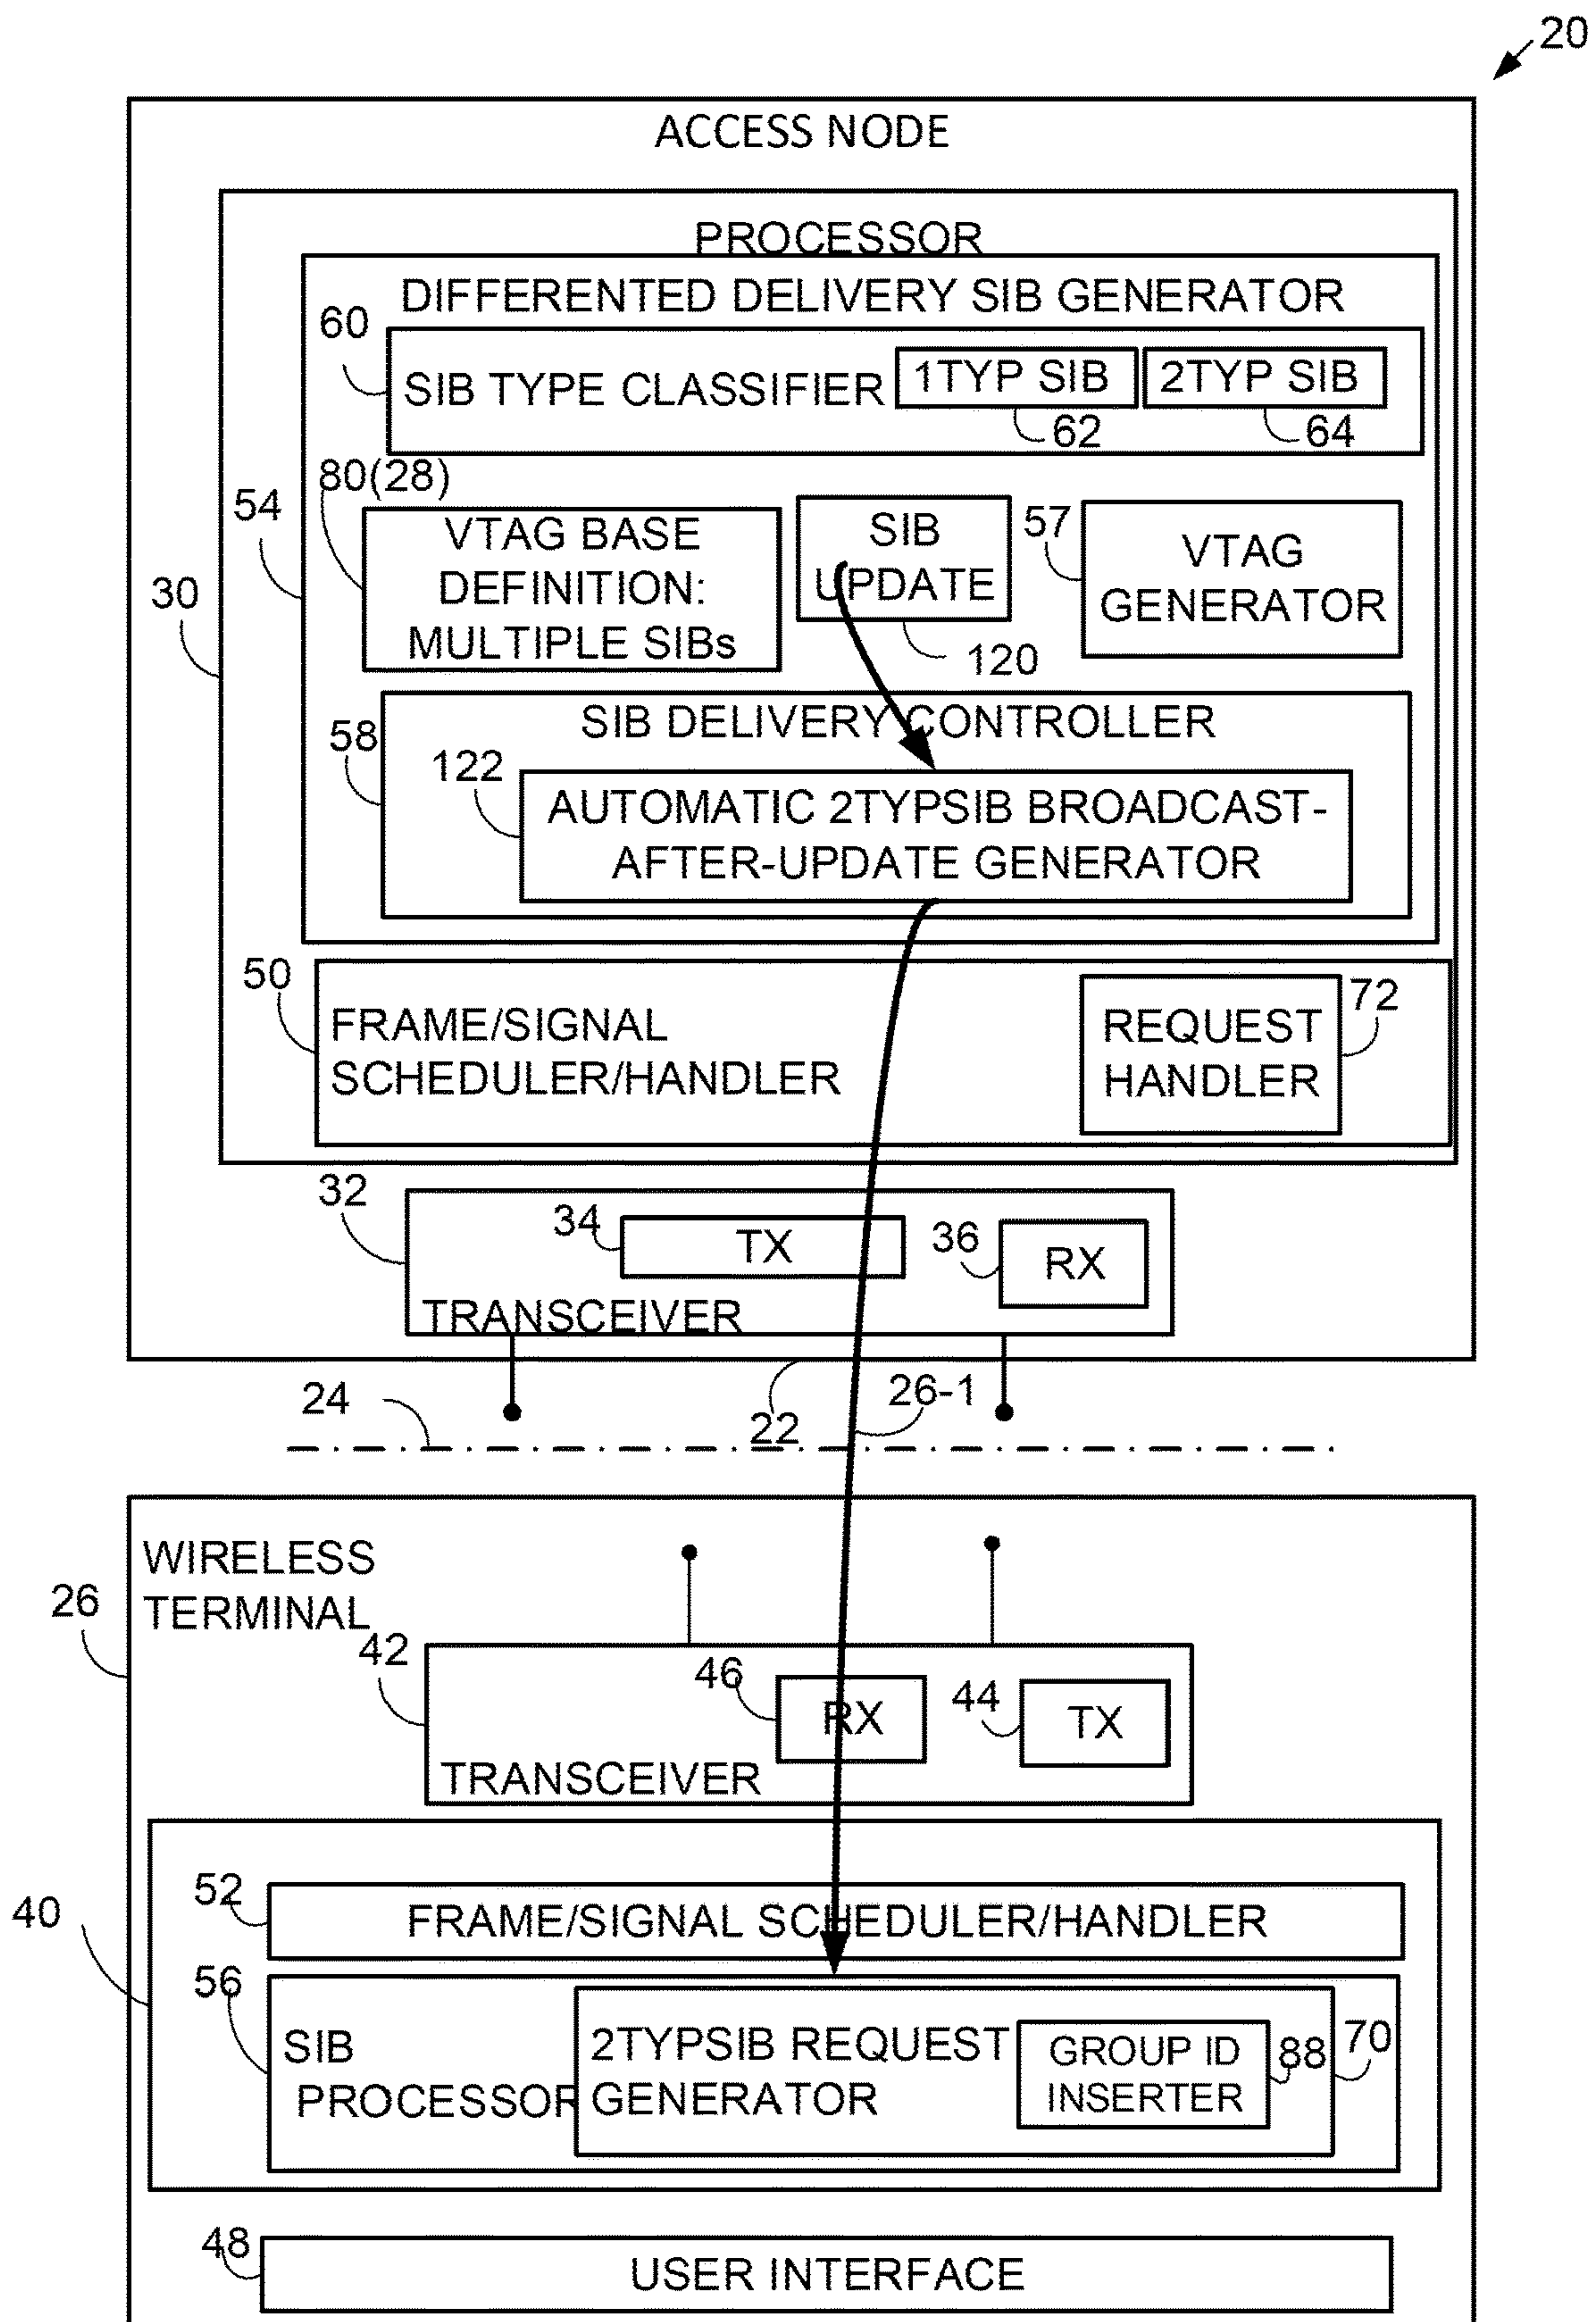 20
ACCESS NODE
PROCESSOR
DIFFERENTED DELIVERY SIB GENERATOR
60
SIB TYPE CLASSIFIER
1TYP SIB
2TYP SIB
62
64
80(28)
54
VTAG BASE
DEFINITION:
MULTIPLE SIBs
SIB
UPDATE
57
VTAG
GENERATOR
30
120
58
SIB DELIVERY CONTROLLER
122
AUTOMATIC 2TYPSIB BROADCAST-
AFTER-UPDATE GENERATOR
50
FRAME/SIGNAL
SCHEDULER/HANDLER
REQUEST
HANDLER
72
32
34
TX
36
RX
TRANSCEIVER
24
22
26-1
WIRELESS
TERMINAL
26
42
46
RX
44
TX
TRANSCEIVER
52
FRAME/SIGNAL SCHEDULER/HANDLER
40
56
SIB
PROCESSOR
2TYPSIB REQUEST
GENERATOR
GROUP ID
INSERTER
88
70
48
USER INTERFACE